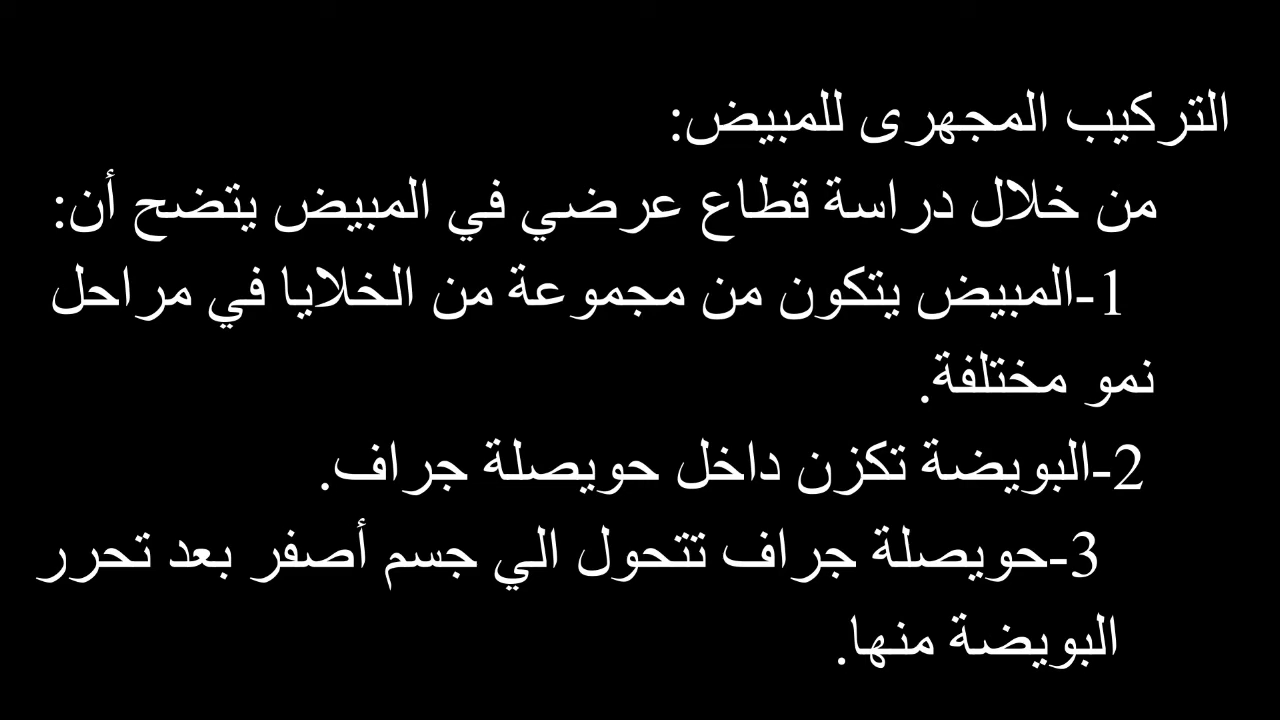 التركيب المجهرى للمبيض:
من خلال دراسة قطاع عرضي في المبيض يتضح أن:
1-المبيض يتكون من مجموعة من الخلايا في مراحل
نمو مختلفة.
2-البويضة تكزن داخل حويصلة جراف.
3-حويصلة جراف تتحول الي جسم أصفر بعد تحرر
البويضة منها.